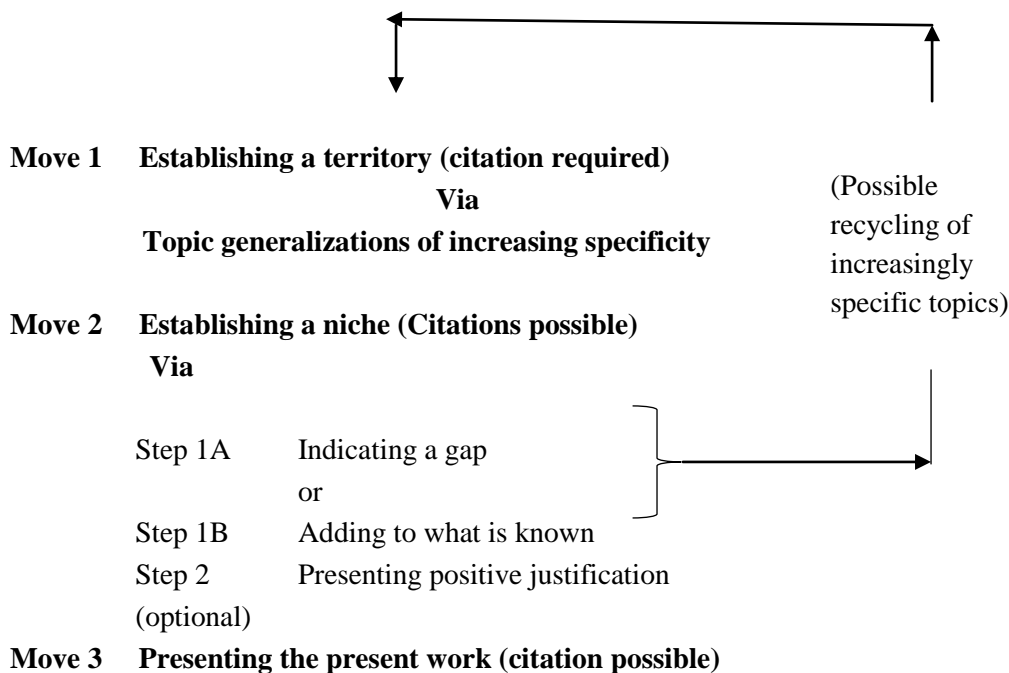 Move 1 Establishing a territory (citation required)
Via
Topic generalizations of increasing specificity
(Possible
recycling of
increasingly
specific topics)
Move 2 Establishing a niche (Citations possible)
Via
Step 1A Indicating a gap
or
Step 1B Adding to what is known
Step 2 Presenting positive justification
(optional)
Move 3 Presenting the present work (citation possible)